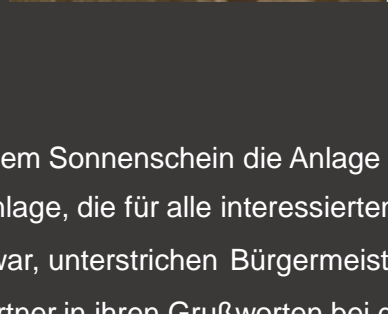 em Sonnenschein die Anlage
nlage, die für alle interessierten
war, unterstrichen Bürgermeist
rtner in ihren Grußworten bei